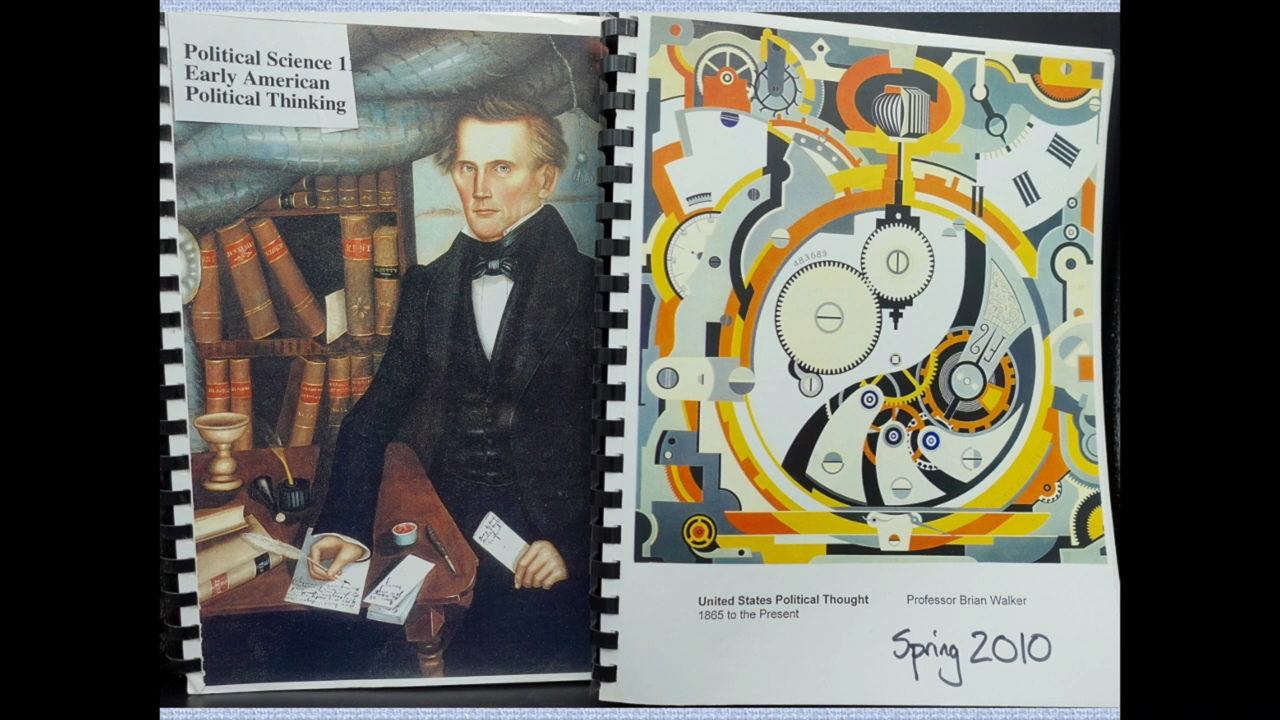 Political Science 1
Early American
Political Thinking
483689
United States Political Thought
1865 to the Present
Professor Brian Walker
Spring 2010